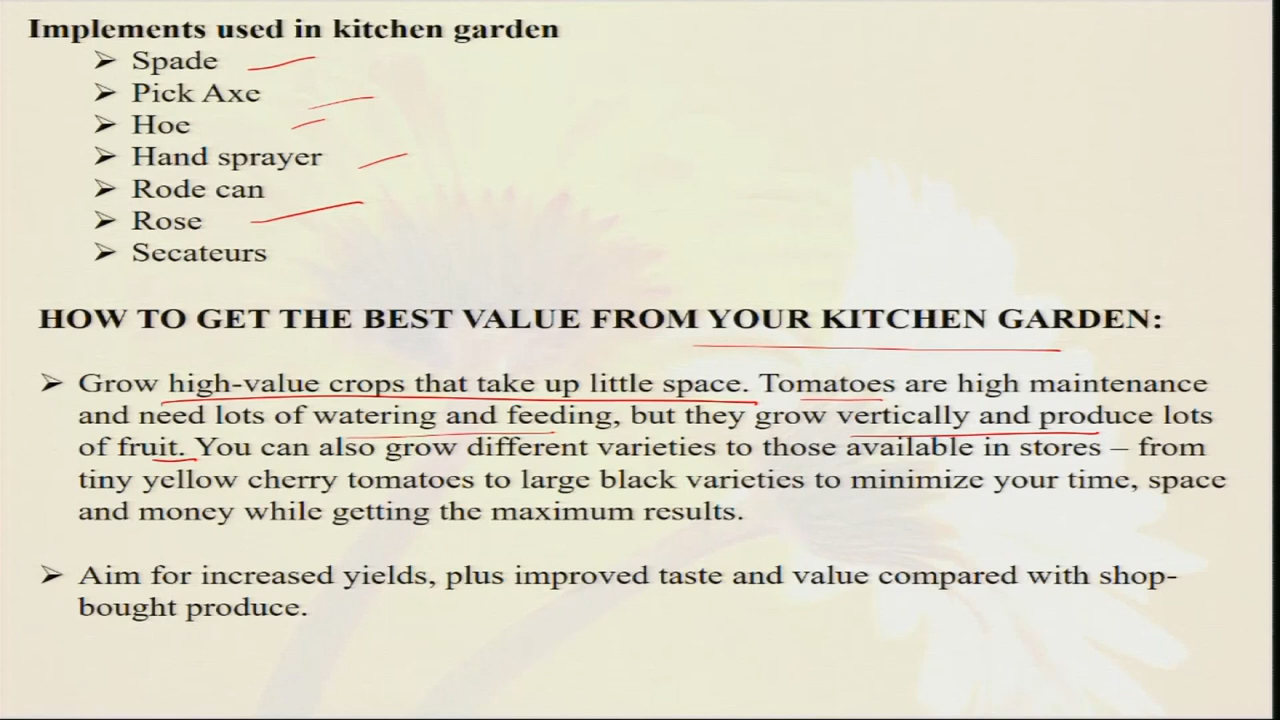 Implements used in kitchen garden
➢ Spade
➢ Pick Axe
➢ Hoe
➢ Hand sprayer
➢ Rode can
➢ Rose
➢ Secateurs
HOW TO GET THE BEST VALUE FROM YOUR KITCHEN GARDEN:
➢ Grow high-value crops that take up little space. Tomatoes are high maintenance
and need lots of watering and feeding, but they grow vertically and produce lots
of fruit. You can also grow different varieties to those available in stores – from
tiny yellow cherry tomatoes to large black varieties to minimize your time, space
and money while getting the maximum results.
➢ Aim for increased yields, plus improved taste and value compared with shop-
bought produce.